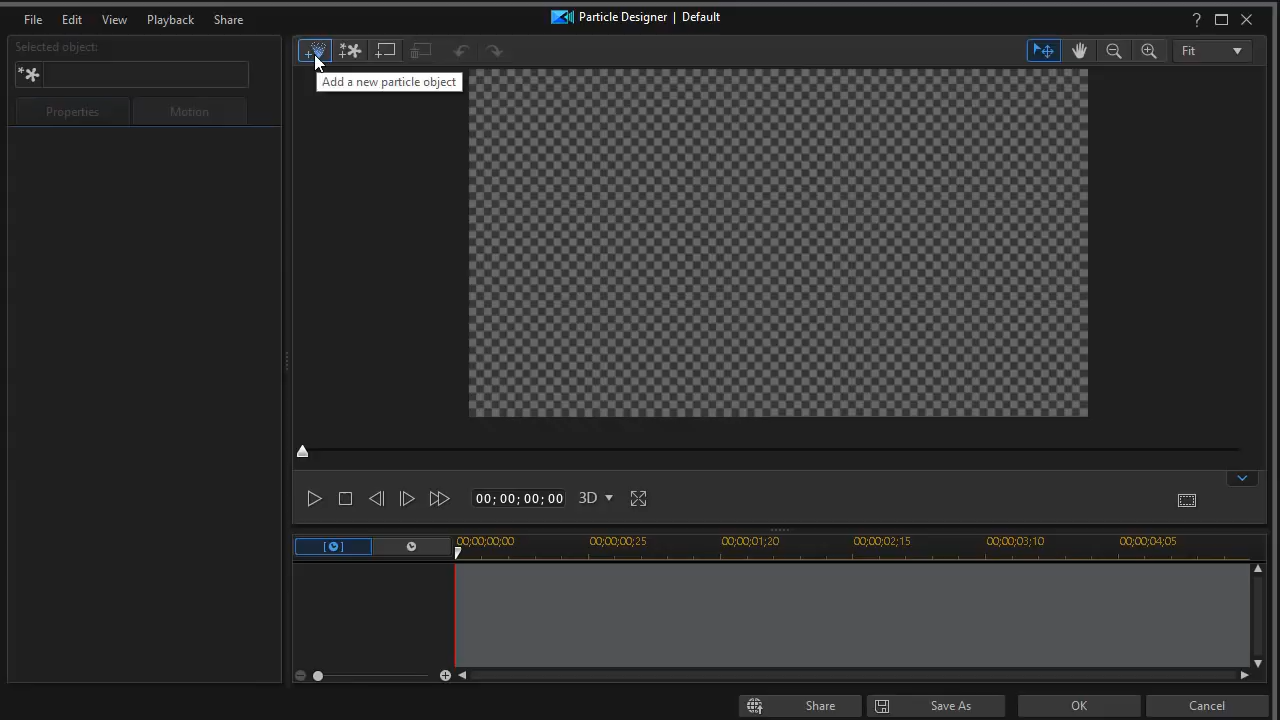 File Edit View Playback Share
Particle Designer | Default
?
Selected object:
Properties Motion
Add a new particle object
Fit
00;00;00;00
3D
00;00;00;00 00;00;00;25 00;00;01;20 00;00;02;15 00;00;03;10 00;00;04;05
Share Save As OK Cancel